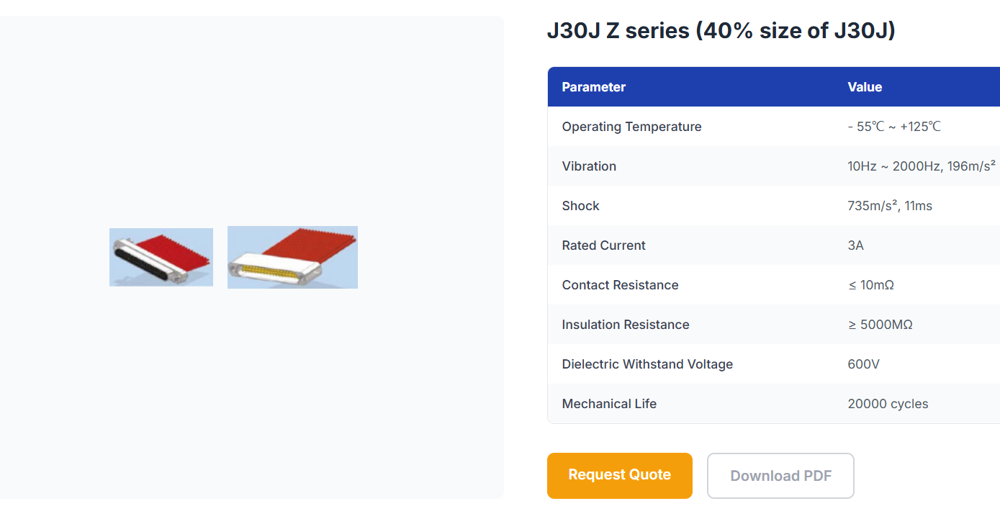 J30J Z series (40% size of J30J)
Parameter Value
Operating Temperature - 55℃ ~ +125℃
Vibration 10Hz ~ 2000Hz, 196m/s²
Shock 735m/s², 11ms
Rated Current 3A
Contact Resistance ≤ 10mΩ
Insulation Resistance ≥ 5000MΩ
Dielectric Withstand Voltage 600V
Mechanical Life 20000 cycles
Request Quote Download PDF